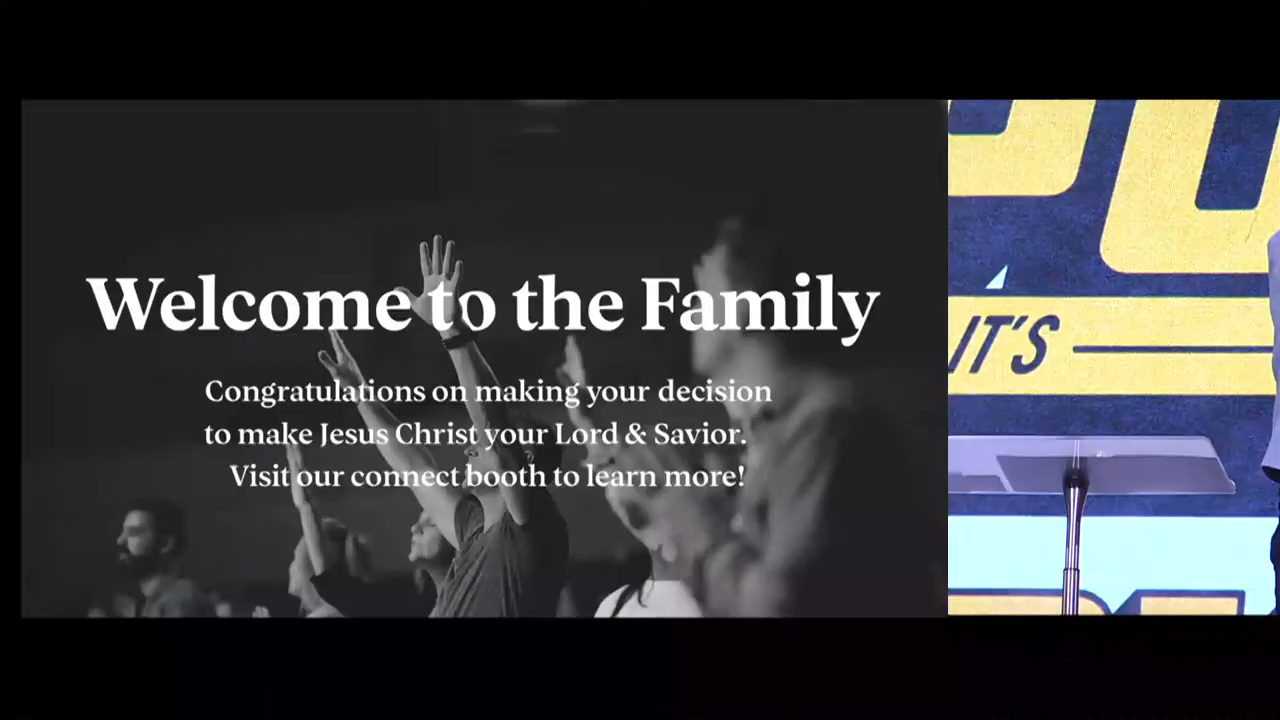 Welcome to the Family
Congratulations on making your decision
to make Jesus Christ your Lord & Savior.
Visit our connect booth to learn more!
IT'S